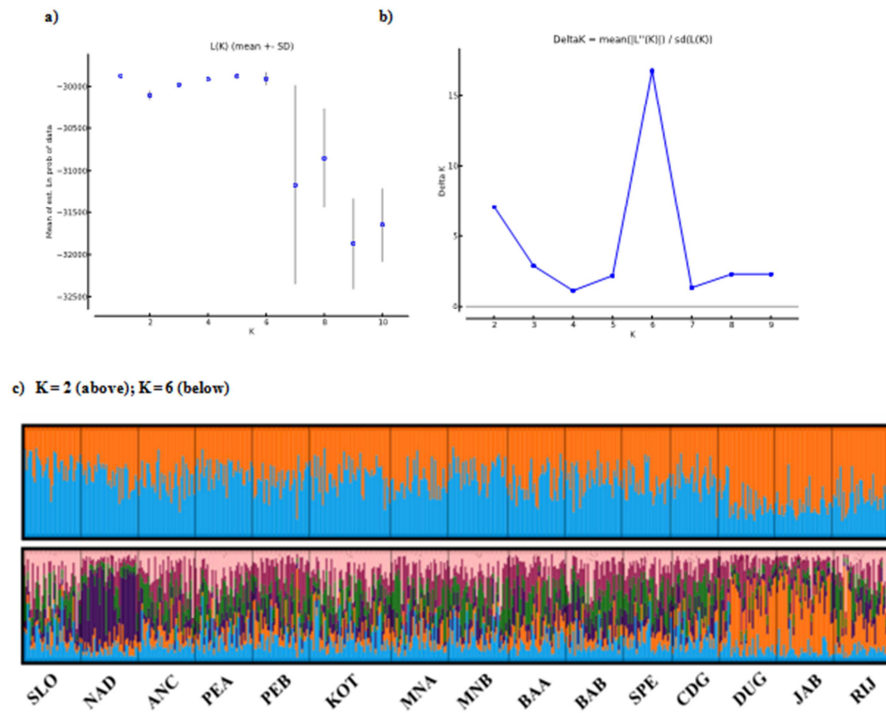 a)
b)
L(K) (mean +- SD)
DeltaK = mean(|L"(K)|) / sd(L(K))
Mean of est. Ln prob of data
−30000
−30500
−31000
−31500
−32000
−32500
2 4 6 8 10
K
Delta K
15
10
5
0
2 3 4 5 6 7 8 9
K
c) K= 2 (above); K= 6 (below)
SLO NAD ANC PEA PEB KOT MNA MNB BAA BAB SPE CDG DUG JAB RIJ